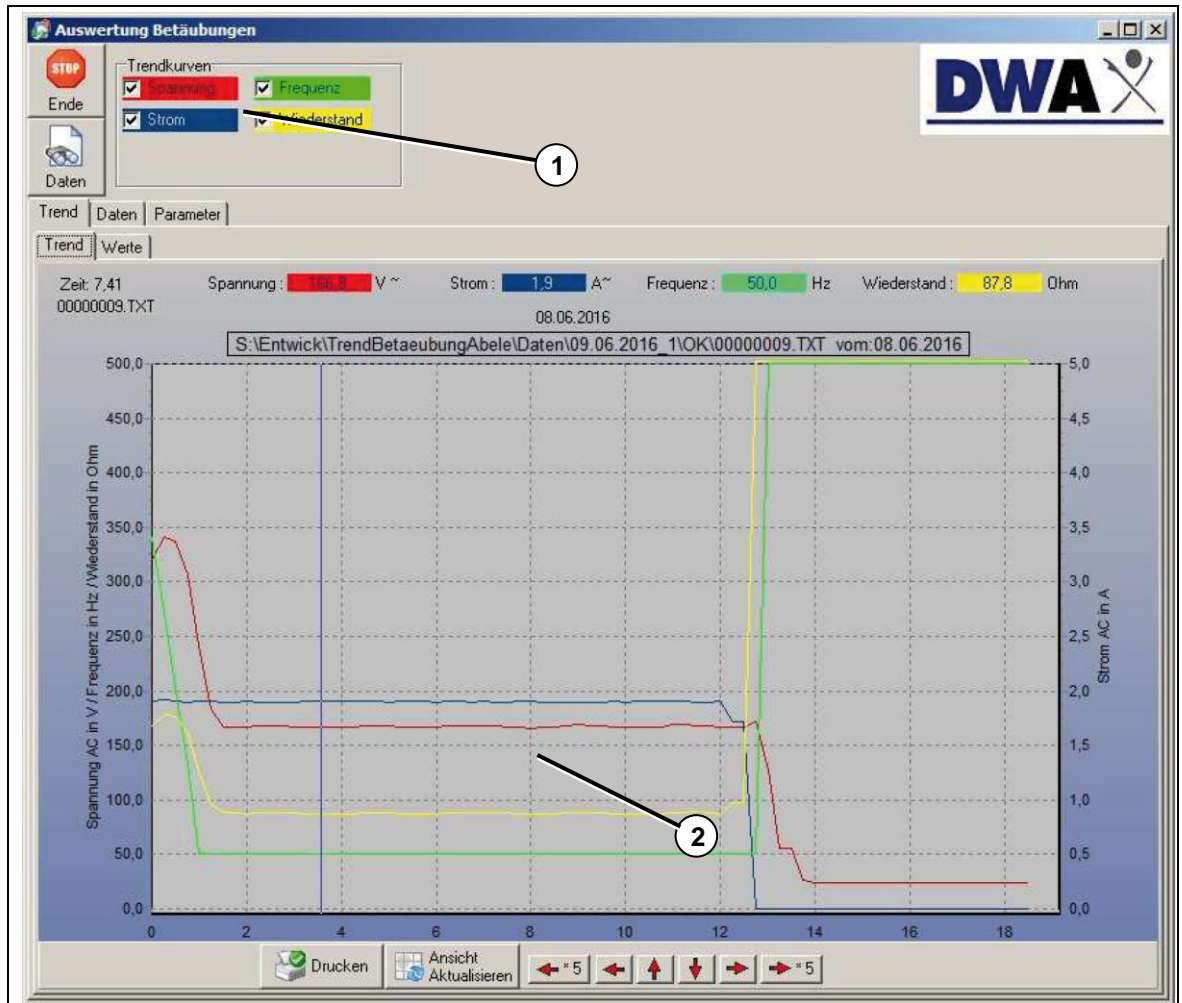 Auswertung Betäubungen
Ende
Daten
Trendkurven
Spannung
Frequenz
Strom
Wiederstand
DWA
1
Trend Daten Parameter
Trend Werte
Zeit: 7,41 Spannung : 166,8 V ~ Strom : 1,9 A~ Frequenz : 50,0 Hz Wiederstand : 87,8 Ohm
00000009.TXT
08.06.2016
S:\Entwick\TrendBetaeubungAbele\Daten\09.06.2016_1\OK\00000009.TXT vom:08.06.2016
Spannung AC in V / Frequenz in Hz / Wiederstand in Ohm
500,0
450,0
400,0
350,0
300,0
250,0
200,0
150,0
100,0
50,0
0,0
5,0
4,5
4,0
3,5
3,0
2,5
2,0
1,5
1,0
0,5
0,0
Strom AC in A
2
0 2 4 6 8 10 12 14 16 18
Drucken
Ansicht
Aktualisieren
* 5
* 5
STOP